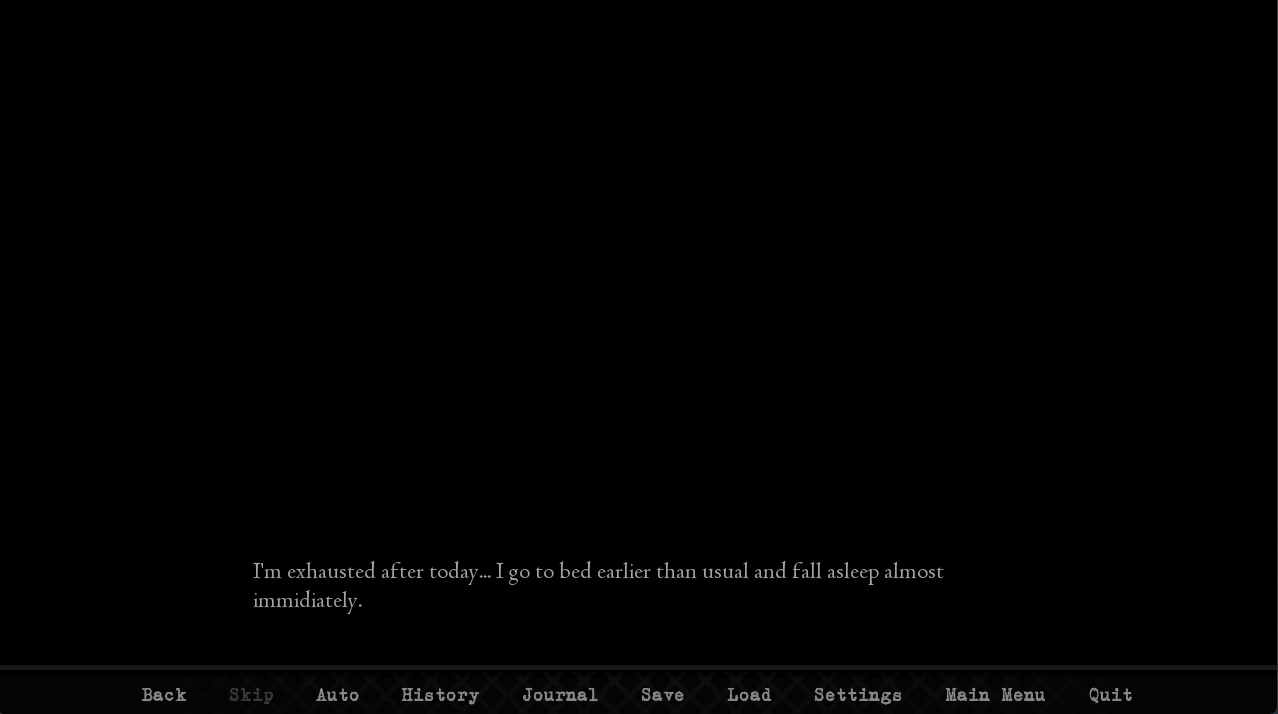 I'm exhausted after today... I go to bed earlier than usual and fall asleep almost
immidiately.
Back Skip Auto History Journal Save Load Settings Main Menu Quit